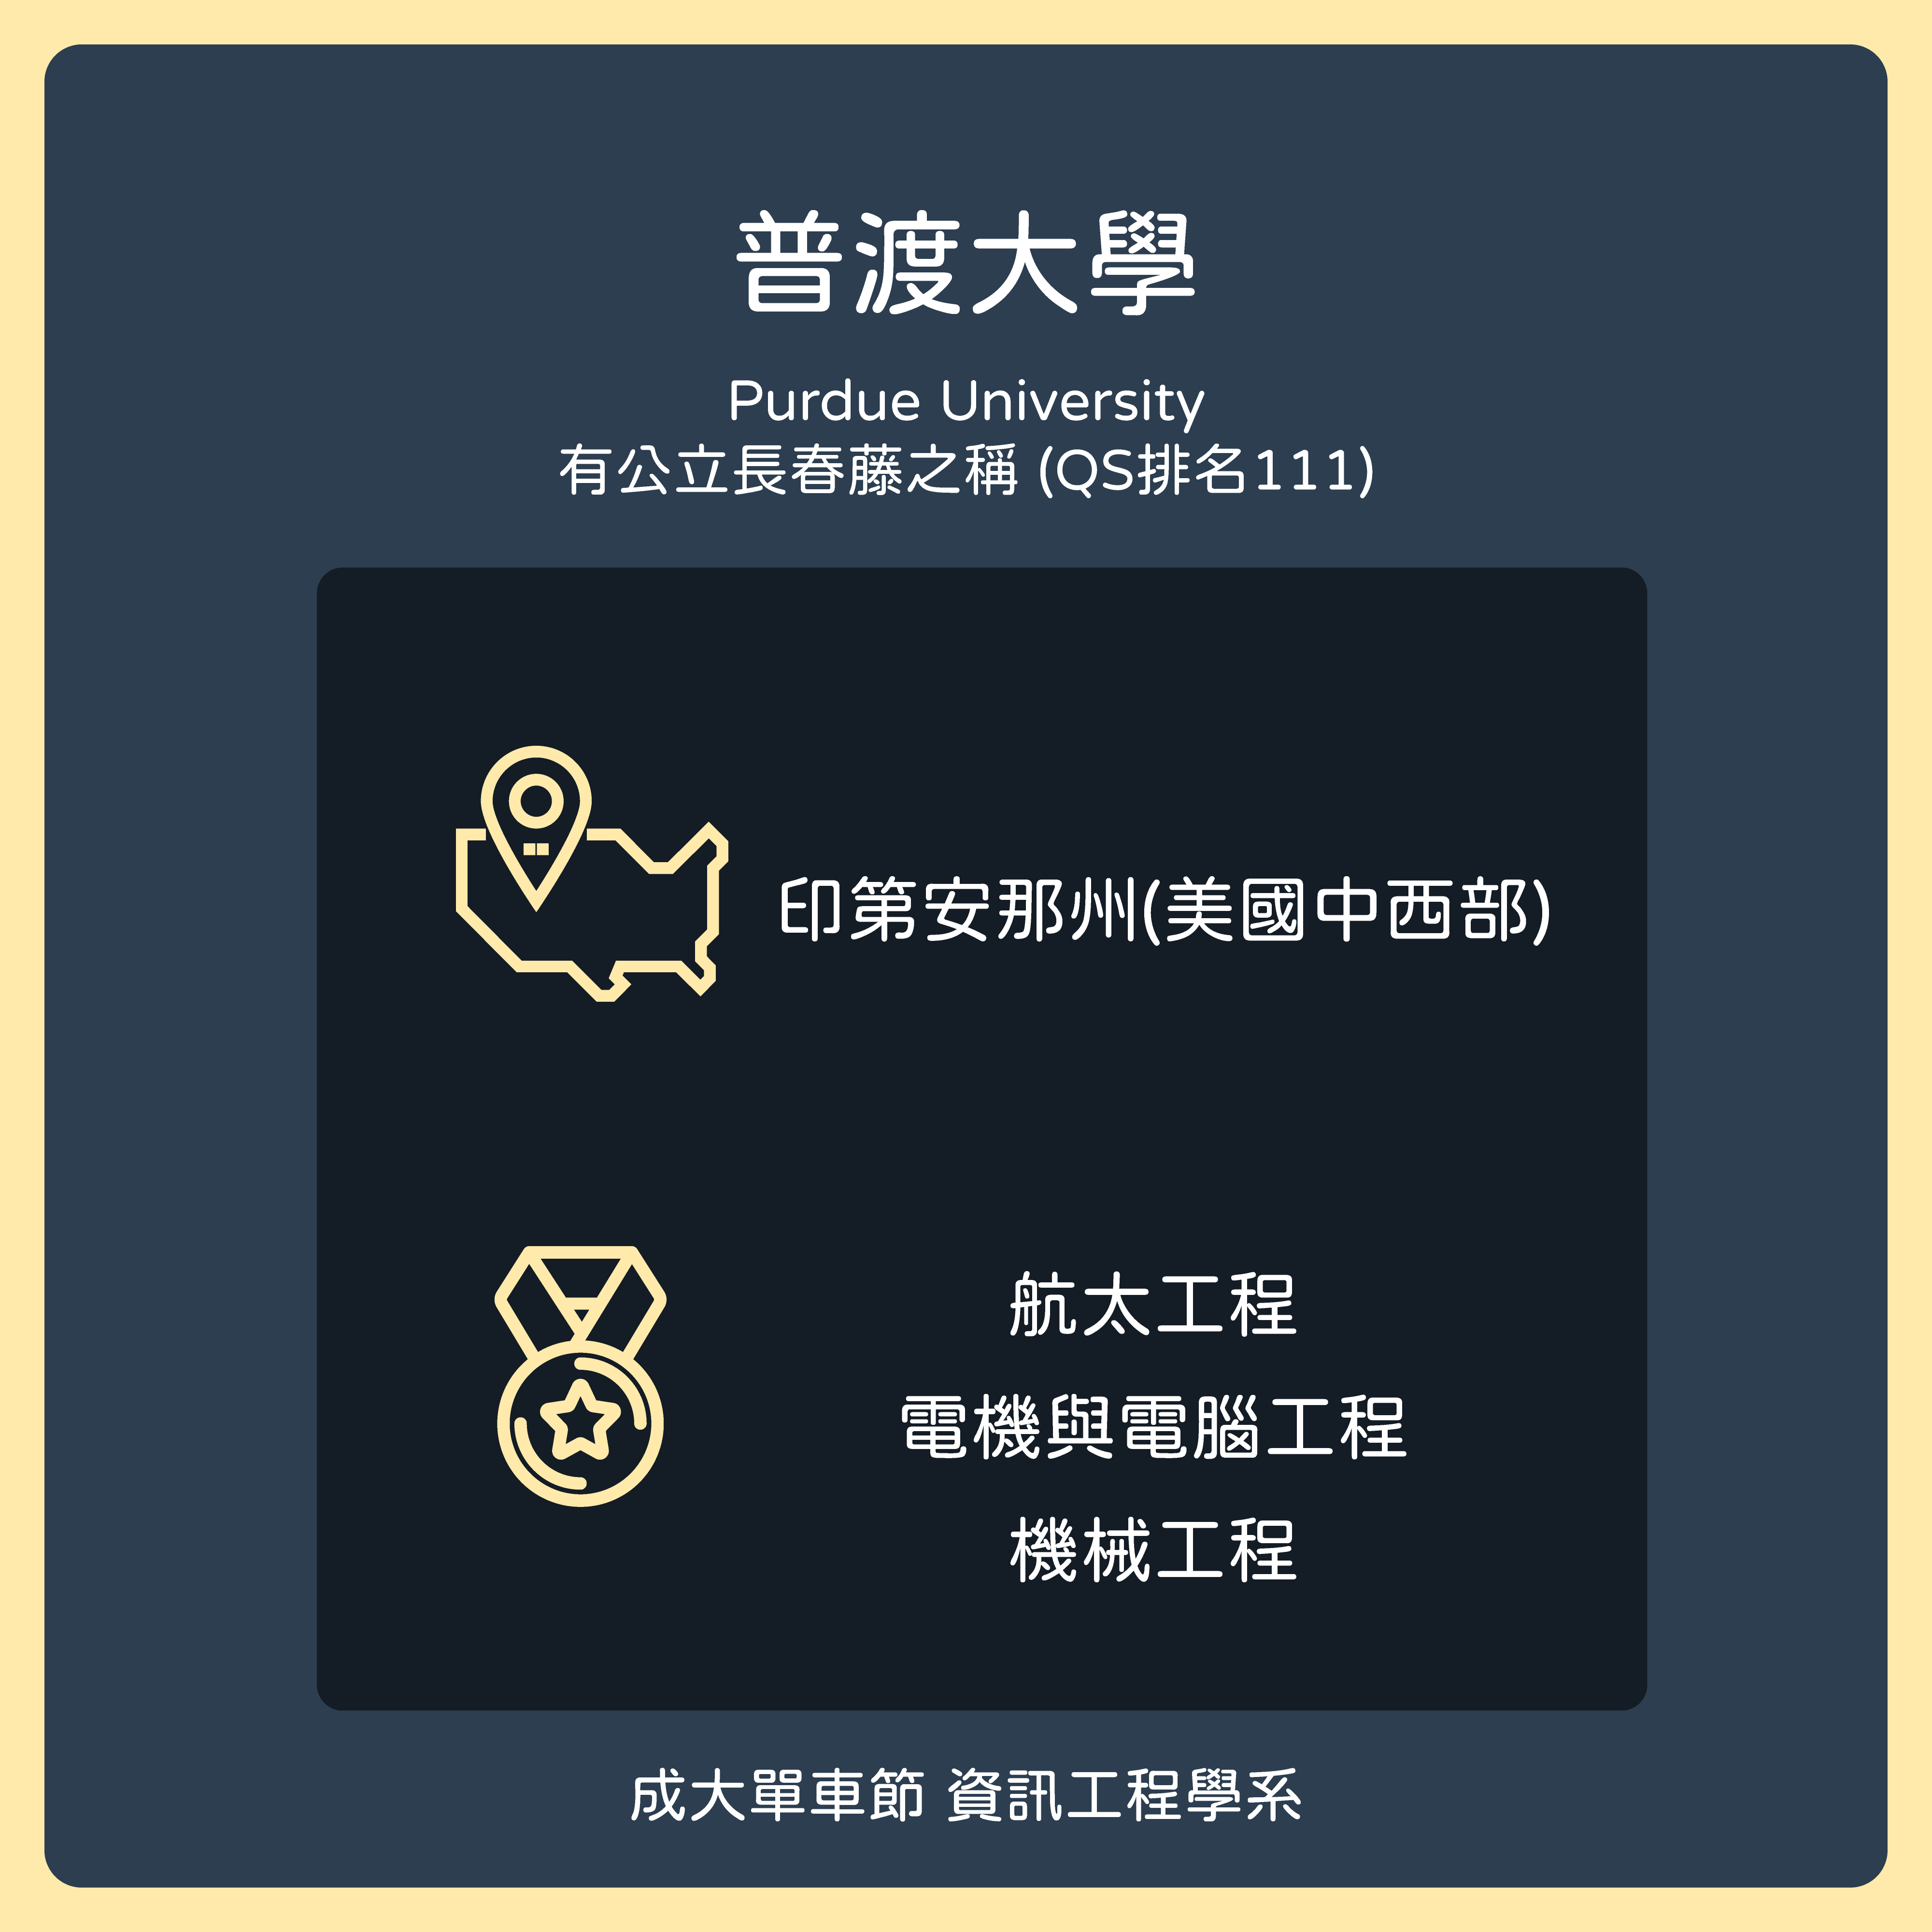 普渡大學
Purdue University
有公立長春藤之稱 (QS排名111)
印第安那州(美國中西部)
航太工程
電機與電腦工程
機械工程
成大單車節 資訊工程學系